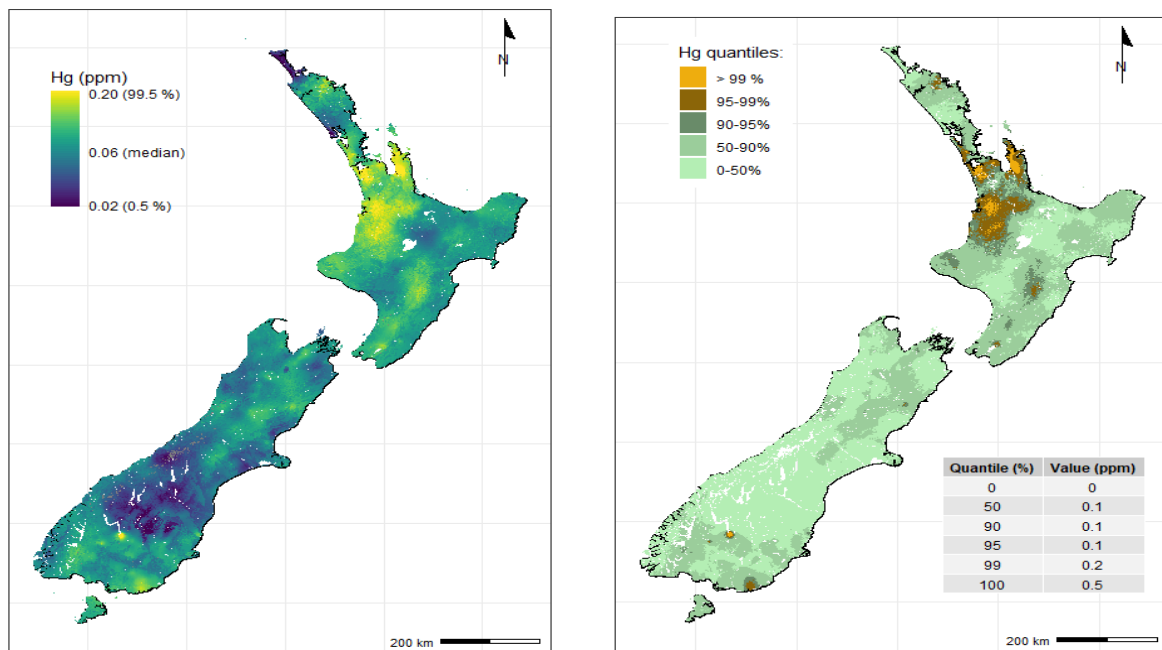 N
Hg (ppm)
0.20 (99.5 %)
0.06 (median)
0.02 (0.5 %)
200 km
N
Hg quantiles:
> 99 %
95-99%
90-95%
50-90%
0-50%
Quantile (%) Value (ppm)
0 0
50 0.1
90 0.1
95 0.1
99 0.2
100 0.5
200 km